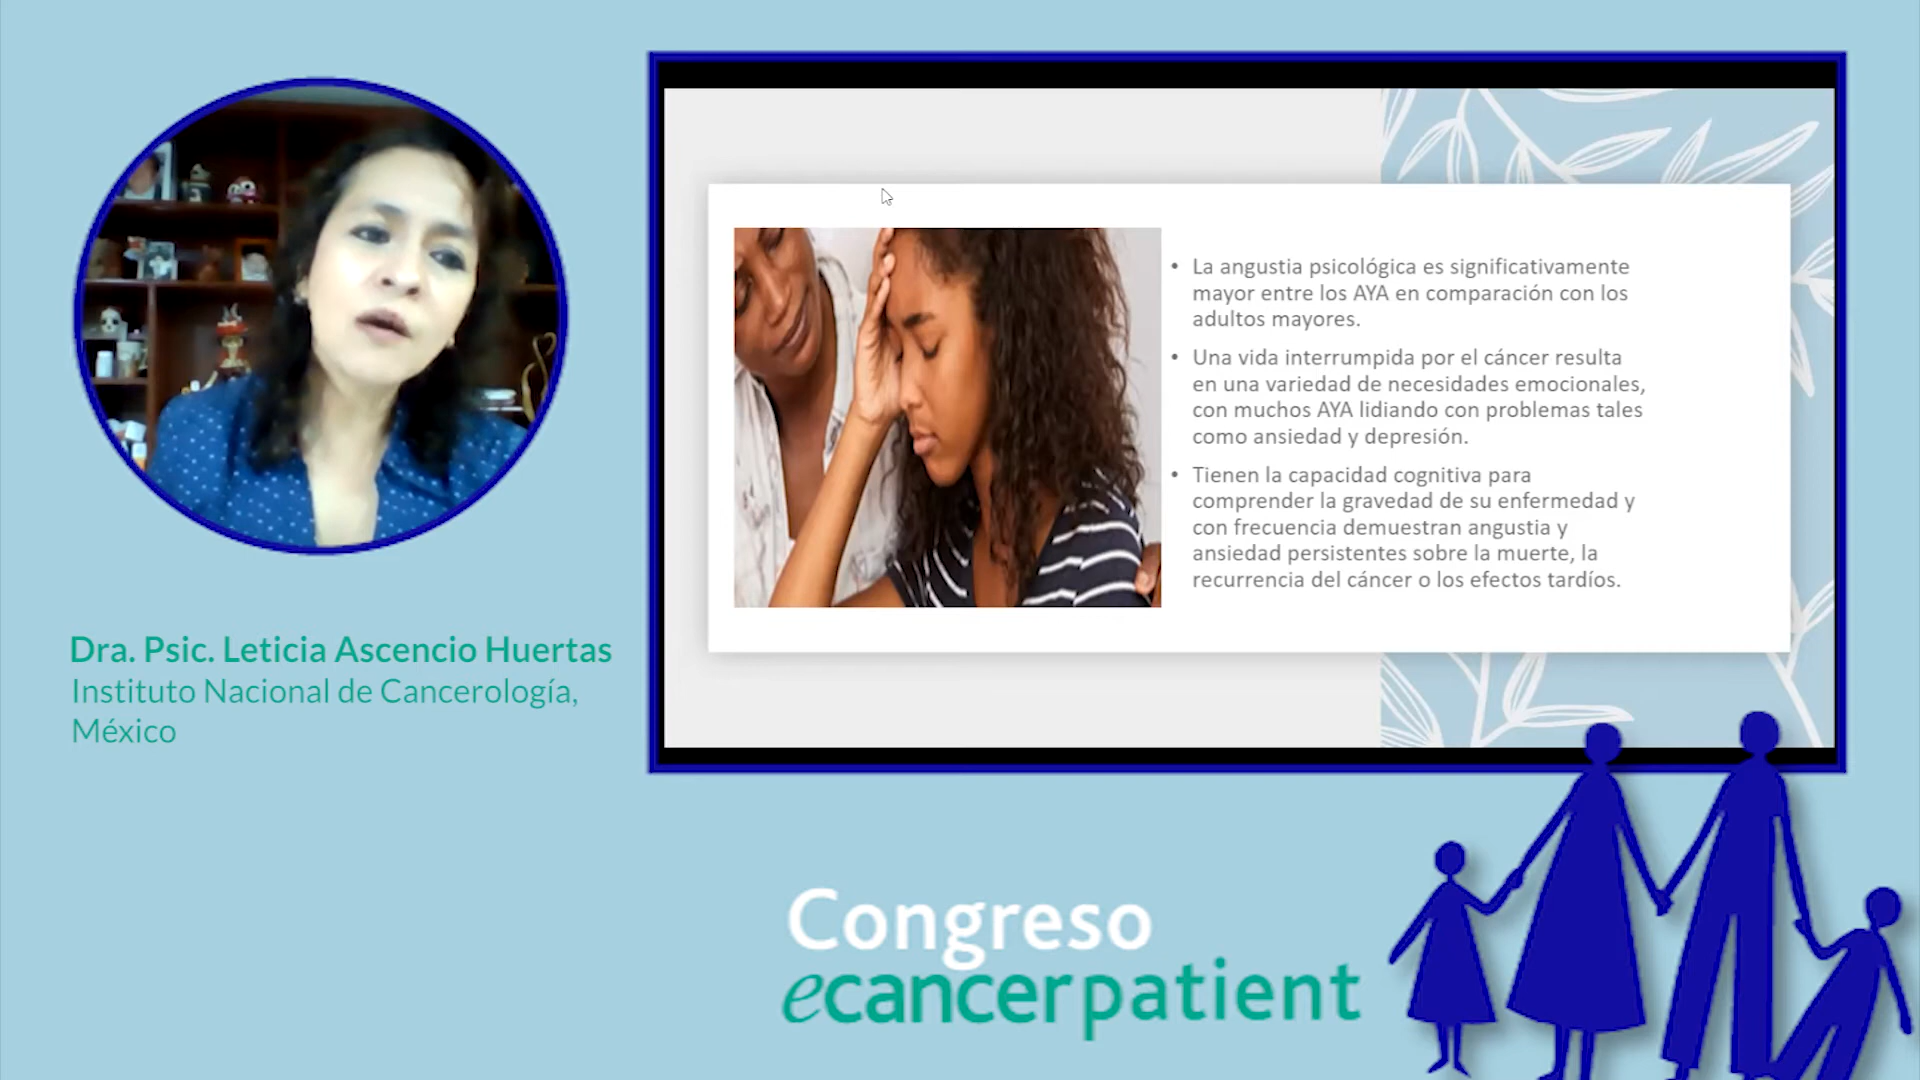 Dra. Psic. Leticia Ascencio Huertas
Instituto Nacional de Cancerología,
México
• La angustia psicológica es significativamente
mayor entre los AYA en comparación con los
adultos mayores.
• Una vida interrumpida por el cáncer resulta
en una variedad de necesidades emocionales,
con muchos AYA lidiando con problemas tales
como ansiedad y depresión.
• Tienen la capacidad cognitiva para
comprender la gravedad de su enfermedad y
con frecuencia demuestran angustia y
ansiedad persistentes sobre la muerte, la
recurrencia del cáncer o los efectos tardíos.
Congreso
ecancerpatient